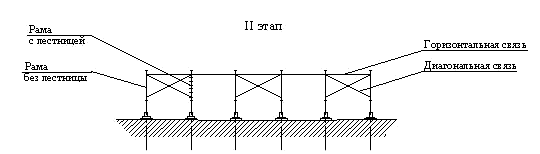 II этап
Рама
с лестницей
Рама
без лестницы
Горизонтальная связь
Диагональная связь